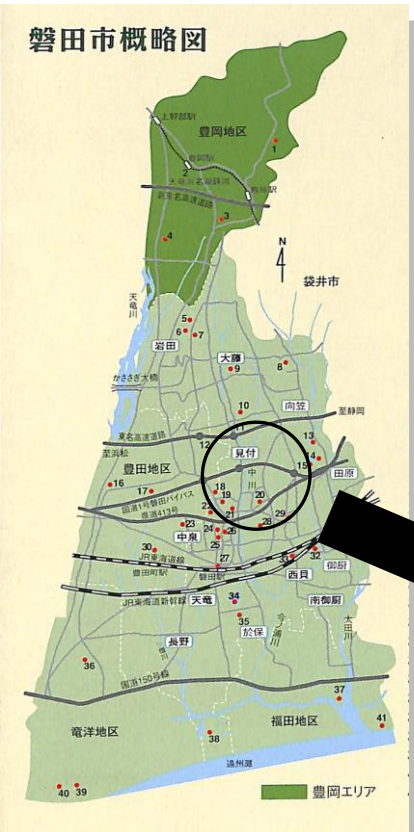 磐田市概略図
上野部駅
豊岡地区
1
豊岡駅
2
天竜浜名湖鉄道
敷地駅
新東名高速道路
3
4
N
袋井市
天竜川
5
6
7
岩田
大藤
9
8
かささぎ大橋
向笠
10
至静岡
東名高速道路
11
12
13
至浜松
見付
14
豊田地区
中川
15
田原
16
17
18
国道1号磐田バイパス
19
20
県道413号
22
21
29
23
24
28
中泉
25
26
30
JR東海道線
27
33
32
御厨
豊田町駅
磐田駅
西貝
JR東海道新幹線
天竜
34
南御厨
35
今ノ浦川
太田川
於保
長野
36
国道150号線
37
竜洋地区
福田地区
38
41
遠州灘
40
39
豊岡エリア